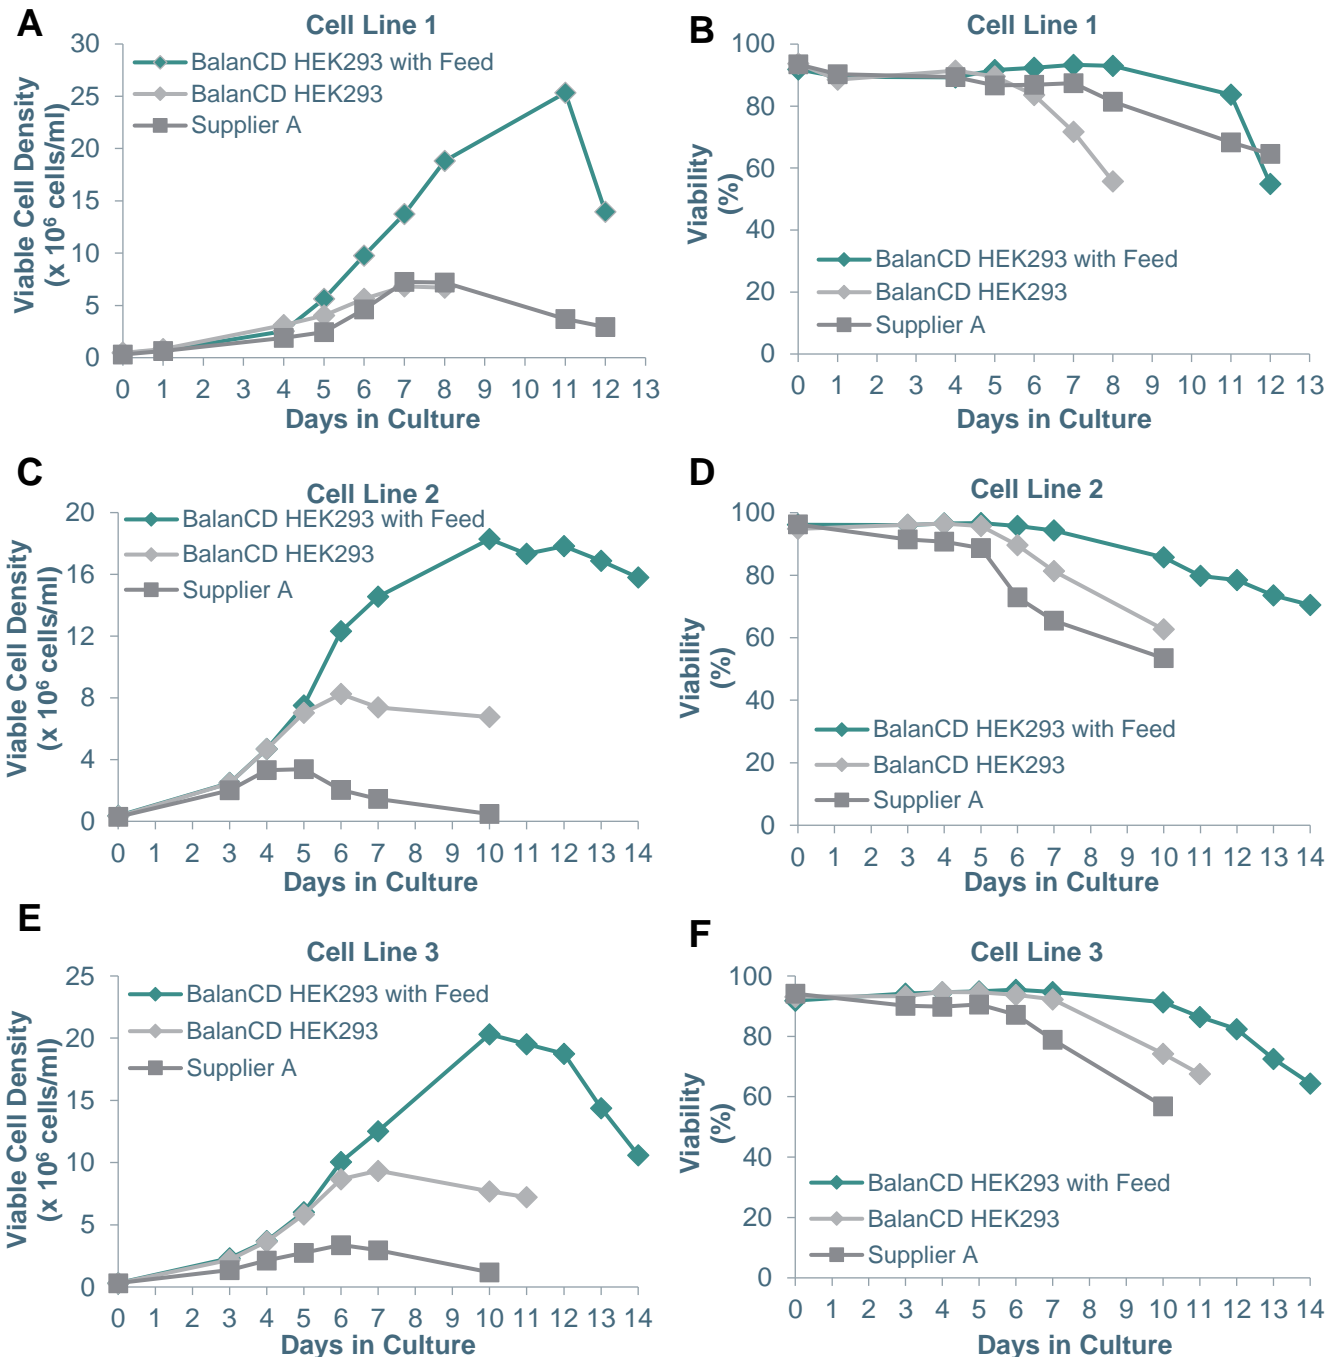 A
Cell Line 1
30
25
20
15
10
5
0
Viable Cell Density
(x 10⁶ cells/ml)
BalanCD HEK293 with Feed
BalanCD HEK293
Supplier A
0 1 2 3 4 5 6 7 8 9 10 11 12 13
Days in Culture
B
Cell Line 1
100
80
60
40
20
0
Viability
(%)
BalanCD HEK293 with Feed
BalanCD HEK293
Supplier A
0 1 2 3 4 5 6 7 8 9 10 11 12 13
Days in Culture
C
Cell Line 2
20
16
12
8
4
0
Viable Cell Density
(x 10⁶ cells/ml)
BalanCD HEK293 with Feed
BalanCD HEK293
Supplier A
0 1 2 3 4 5 6 7 8 9 10 11 12 13 14
Days in Culture
D
Cell Line 2
100
80
60
40
20
0
Viability
(%)
BalanCD HEK293 with Feed
BalanCD HEK293
Supplier A
0 1 2 3 4 5 6 7 8 9 10 11 12 13 14
Days in Culture
E
Cell Line 3
25
20
15
10
5
0
Viable Cell Density
(x 10⁶ cells/ml)
BalanCD HEK293 with Feed
BalanCD HEK293
Supplier A
0 1 2 3 4 5 6 7 8 9 10 11 12 13 14
Days in Culture
F
Cell Line 3
100
80
60
40
20
0
Viability
(%)
BalanCD HEK293 with Feed
BalanCD HEK293
Supplier A
0 1 2 3 4 5 6 7 8 9 10 11 12 13 14
Days in Culture